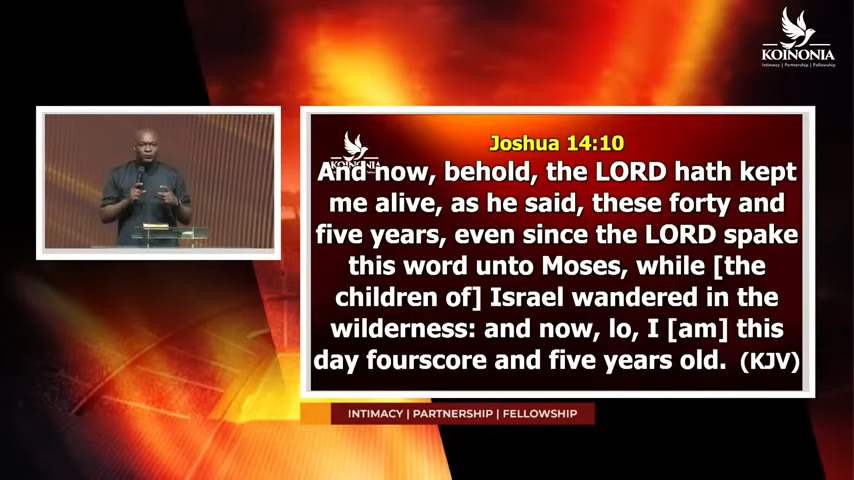 KOINONIA
Intimacy | Partnership | Fellowship
Joshua 14:10
KOINONIA
And now, behold, the LORD hath kept
me alive, as he said, these forty and
five years, even since the LORD spake
this word unto Moses, while [the
children of] Israel wandered in the
wilderness: and now, lo, I [am] this
day fourscore and five years old. (KJV)
INTIMACY | PARTNERSHIP | FELLOWSHIP